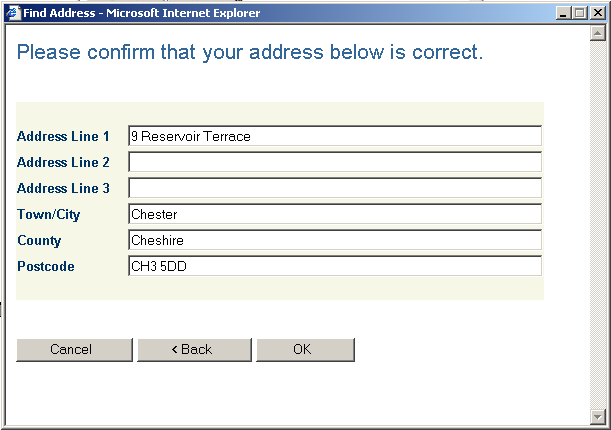 Find Address - Microsoft Internet Explorer
Please confirm that your address below is correct.
Address Line 1 9 Reservoir Terrace
Address Line 2
Address Line 3
Town/City Chester
County Cheshire
Postcode CH3 5DD
Cancel < Back OK